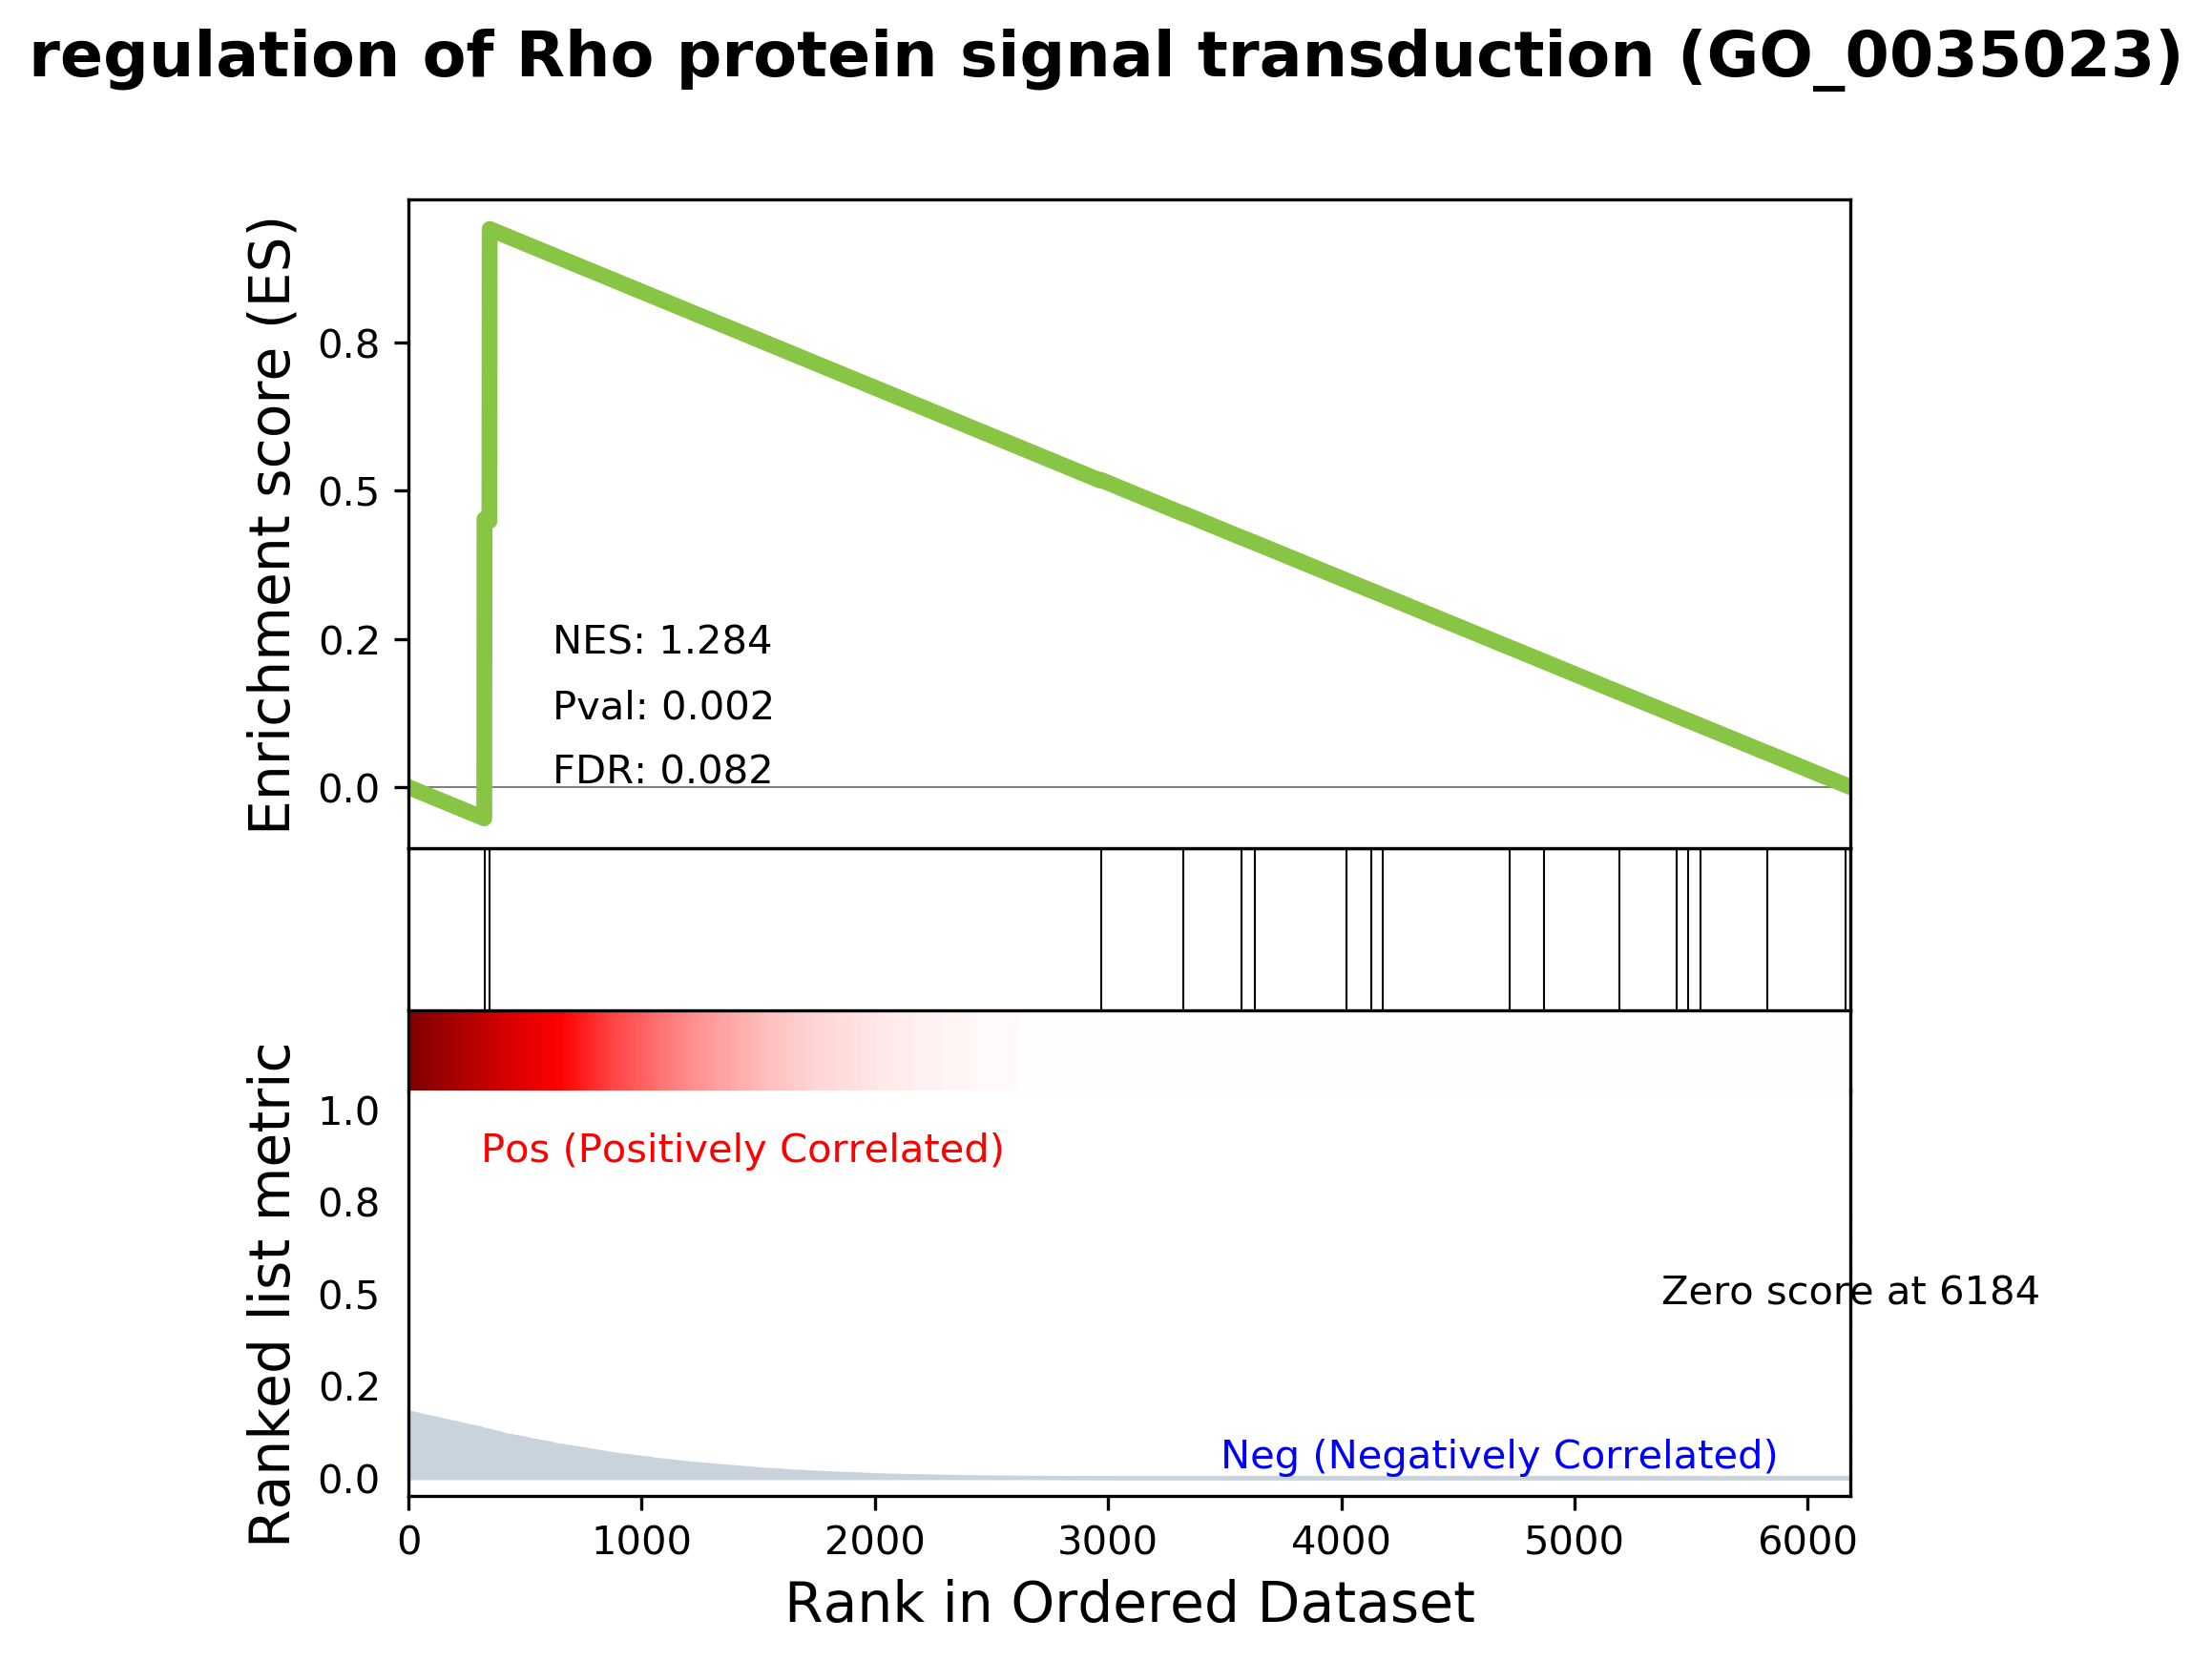 regulation of Rho protein signal transduction (GO_0035023)
Enrichment score (ES)
0.8
0.5
0.2
0.0
NES: 1.284
Pval: 0.002
FDR: 0.082
Ranked list metric
1.0
0.8
0.5
0.2
0.0
Pos (Positively Correlated)
Zero score at 6184
Neg (Negatively Correlated)
0 1000 2000 3000 4000 5000 6000
Rank in Ordered Dataset